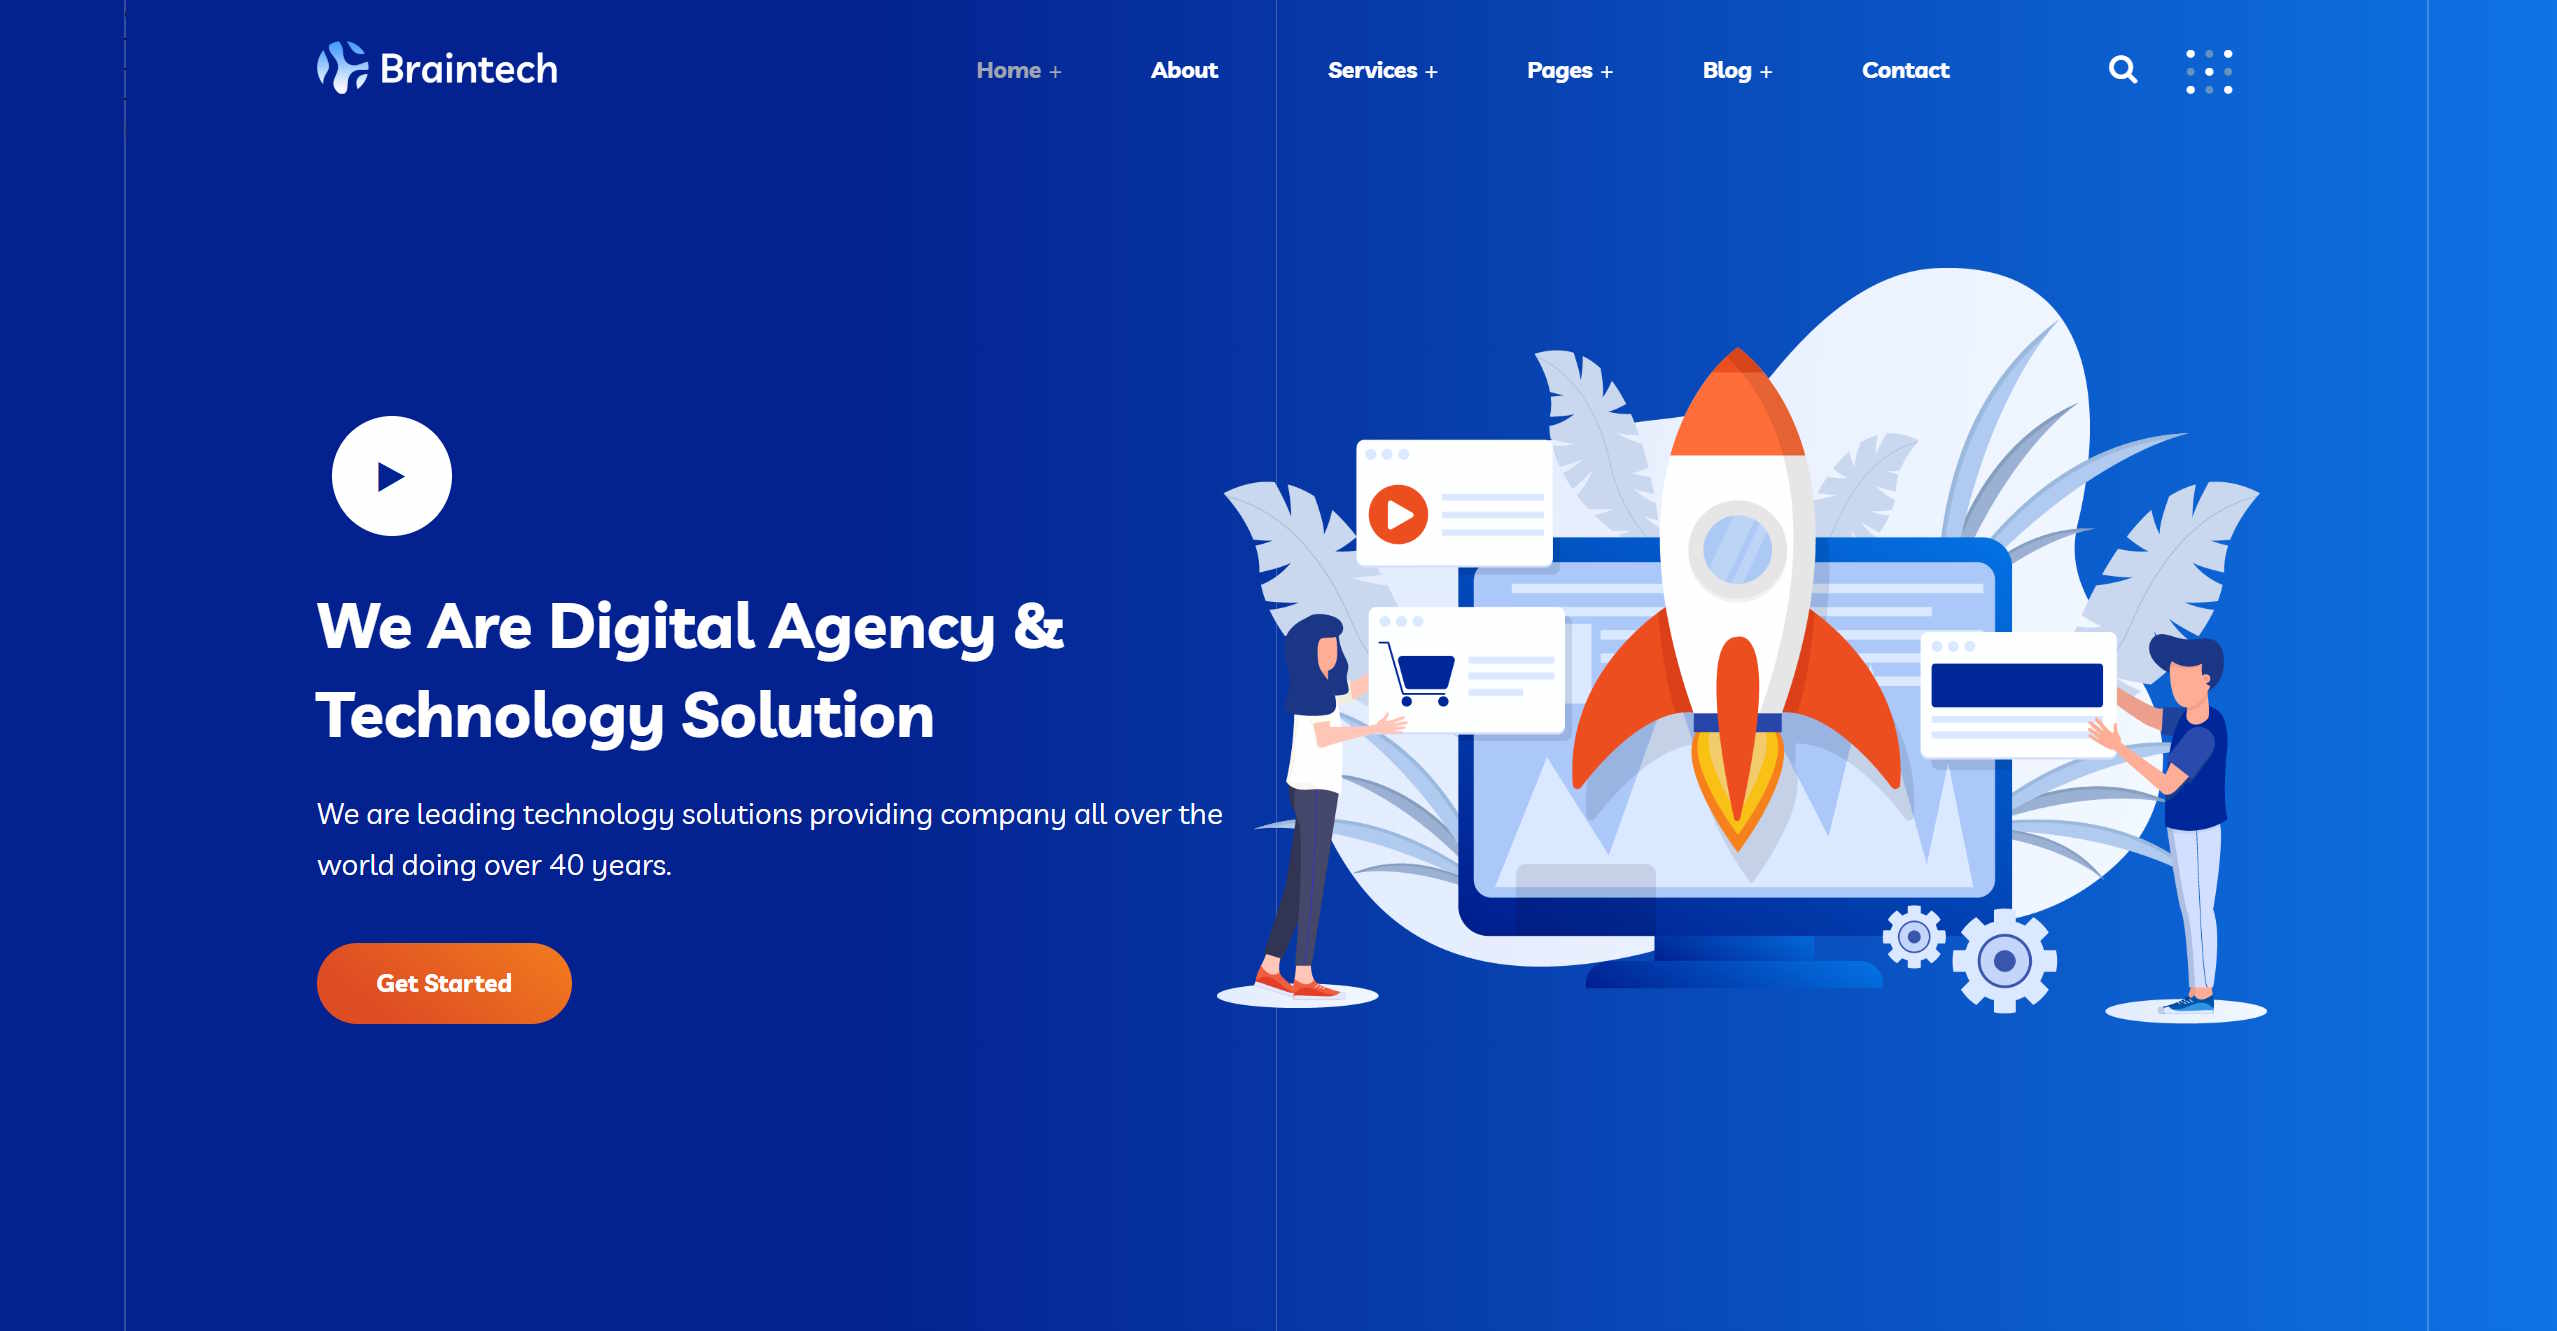 Braintech
Home + About Services + Pages + Blog + Contact
We Are Digital Agency &
Technology Solution
We are leading technology solutions providing company all over the
world doing over 40 years.
Get Started